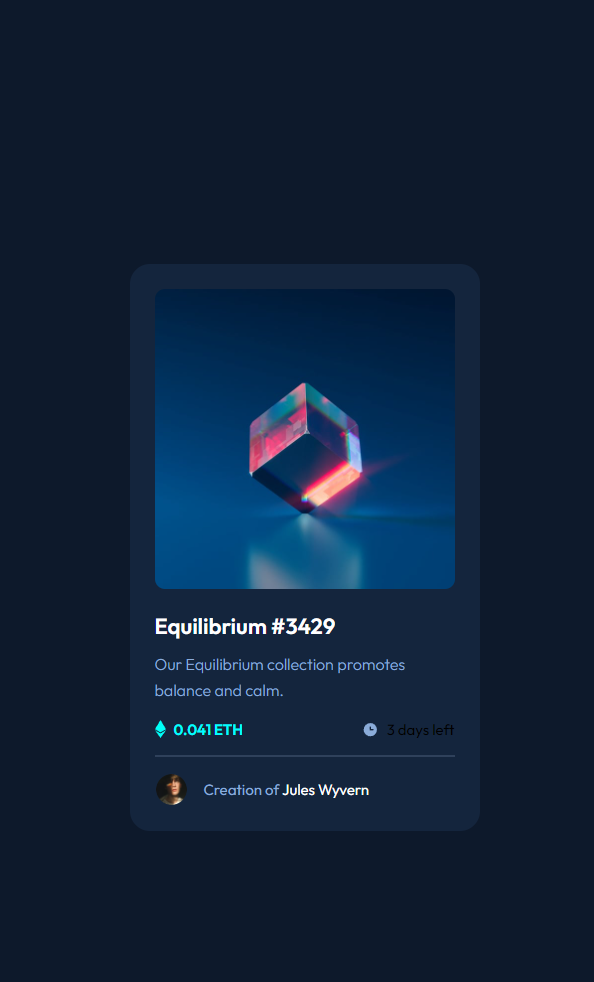 Equilibrium #3429
Our Equilibrium collection promotes
balance and calm.
0.041 ETH
3 days left
Creation of Jules Wyvern